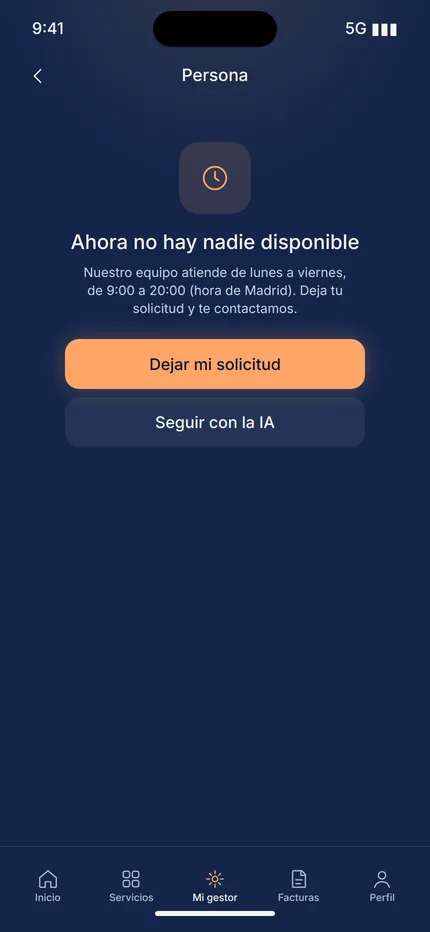 9:41
5G
Persona
Ahora no hay nadie disponible
Nuestro equipo atiende de lunes a viernes,
de 9:00 a 20:00 (hora de Madrid). Deja tu
solicitud y te contactamos.
Dejar mi solicitud
Seguir con la IA
Inicio
Servicios
Mi gestor
Facturas
Perfil